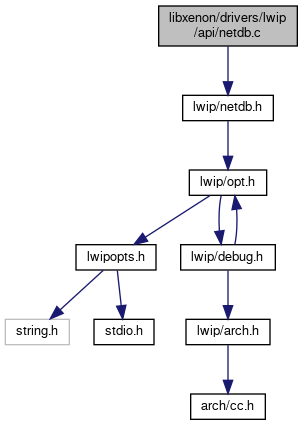 libxenon/drivers/lwip
/api/netdb.c
lwip/netdb.h
lwip/opt.h
lwipopts.h
lwip/debug.h
string.h
stdio.h
lwip/arch.h
arch/cc.h